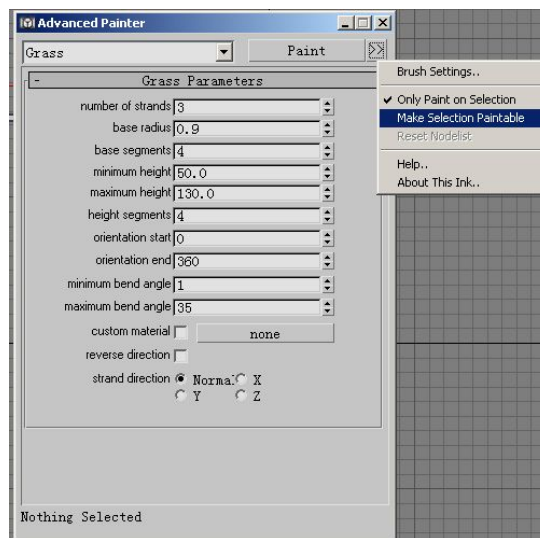 Advanced Painter
Grass Paint >>
- Grass Parameters
number of strands 3
base radius 0.9
base segments 4
minimum height 50.0
maximum height 130.0
height segments 4
orientation start 0
orientation end 360
minimum bend angle 1
maximum bend angle 35
custom material none
reverse direction
strand direction Normal X
Y Z
Nothing Selected
Brush Settings..
Only Paint on Selection
Make Selection Paintable
Reset Nodelist
Help..
About This Ink..